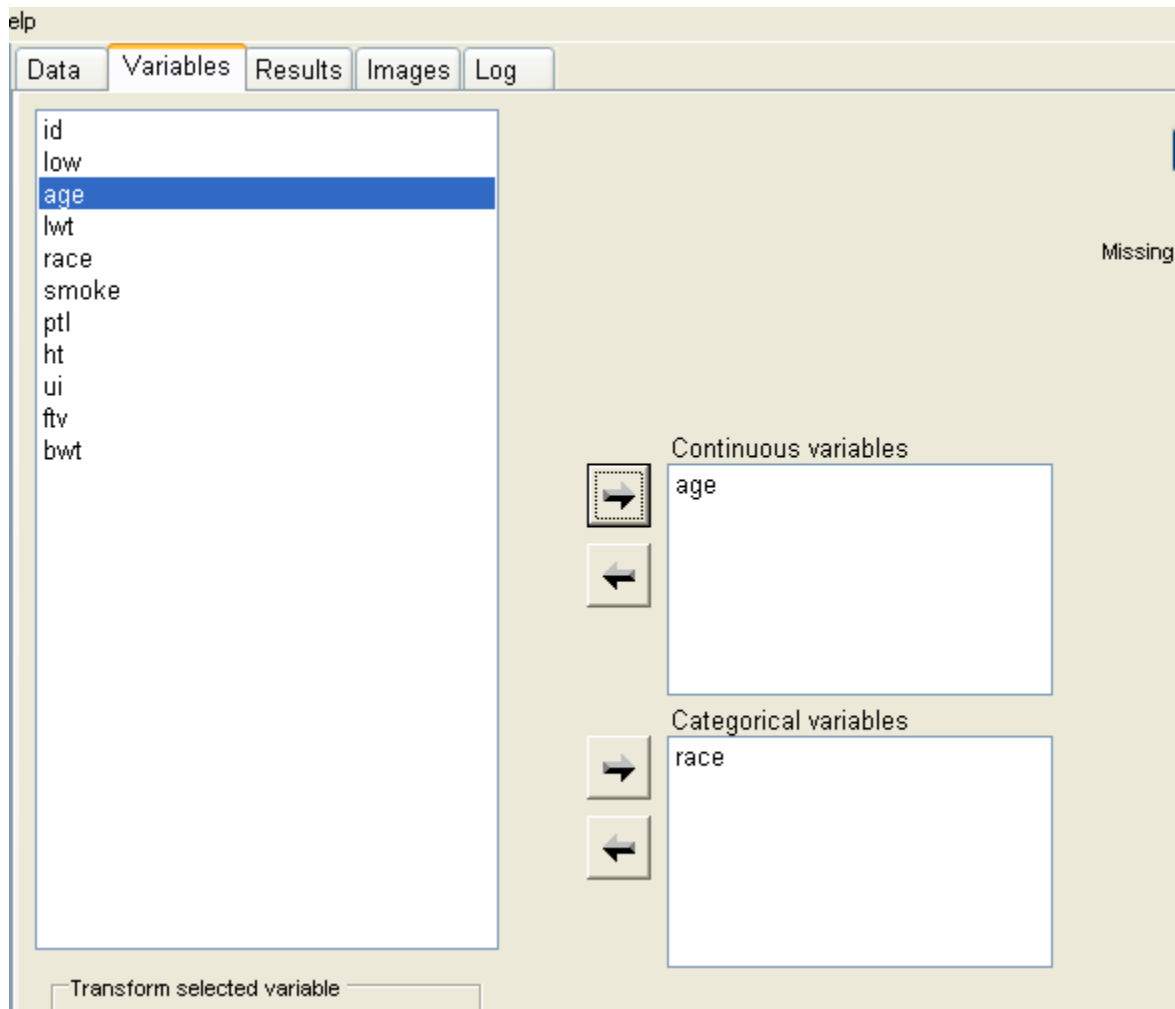 elp
Data Variables Results Images Log
id
low
age
lwt
race
smoke
ptl
ht
ui
ftv
bwt
Missing
Continuous variables
age
Categorical variables
race
Transform selected variable